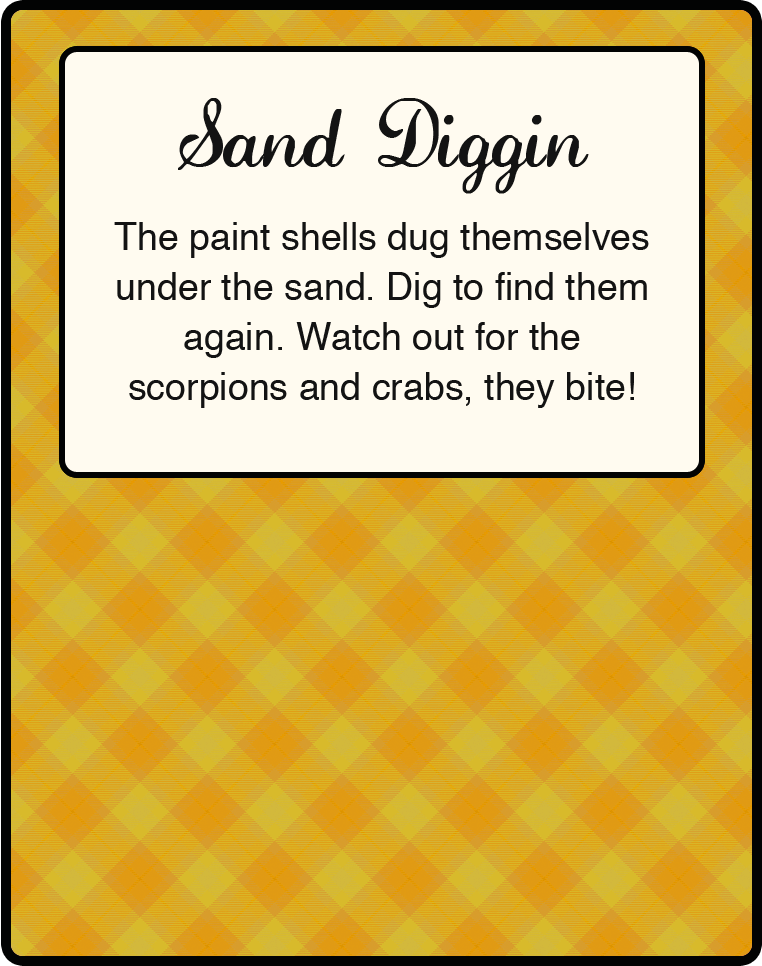 Sand Diggin
The paint shells dug themselves
under the sand. Dig to find them
again. Watch out for the
scorpions and crabs, they bite!